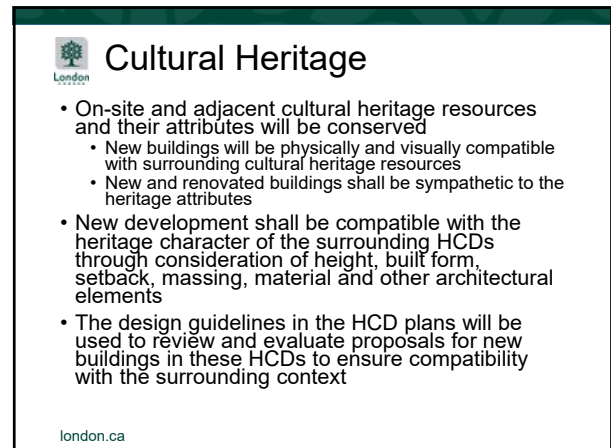 London
CANADA
Cultural Heritage
• On-site and adjacent cultural heritage resources
and their attributes will be conserved
• New buildings will be physically and visually compatible
with surrounding cultural heritage resources
• New and renovated buildings shall be sympathetic to the
heritage attributes
• New development shall be compatible with the
heritage character of the surrounding HCDs
through consideration of height, built form,
setback, massing, material and other architectural
elements
• The design guidelines in the HCD plans will be
used to review and evaluate proposals for new
buildings in these HCDs to ensure compatibility
with the surrounding context
london.ca